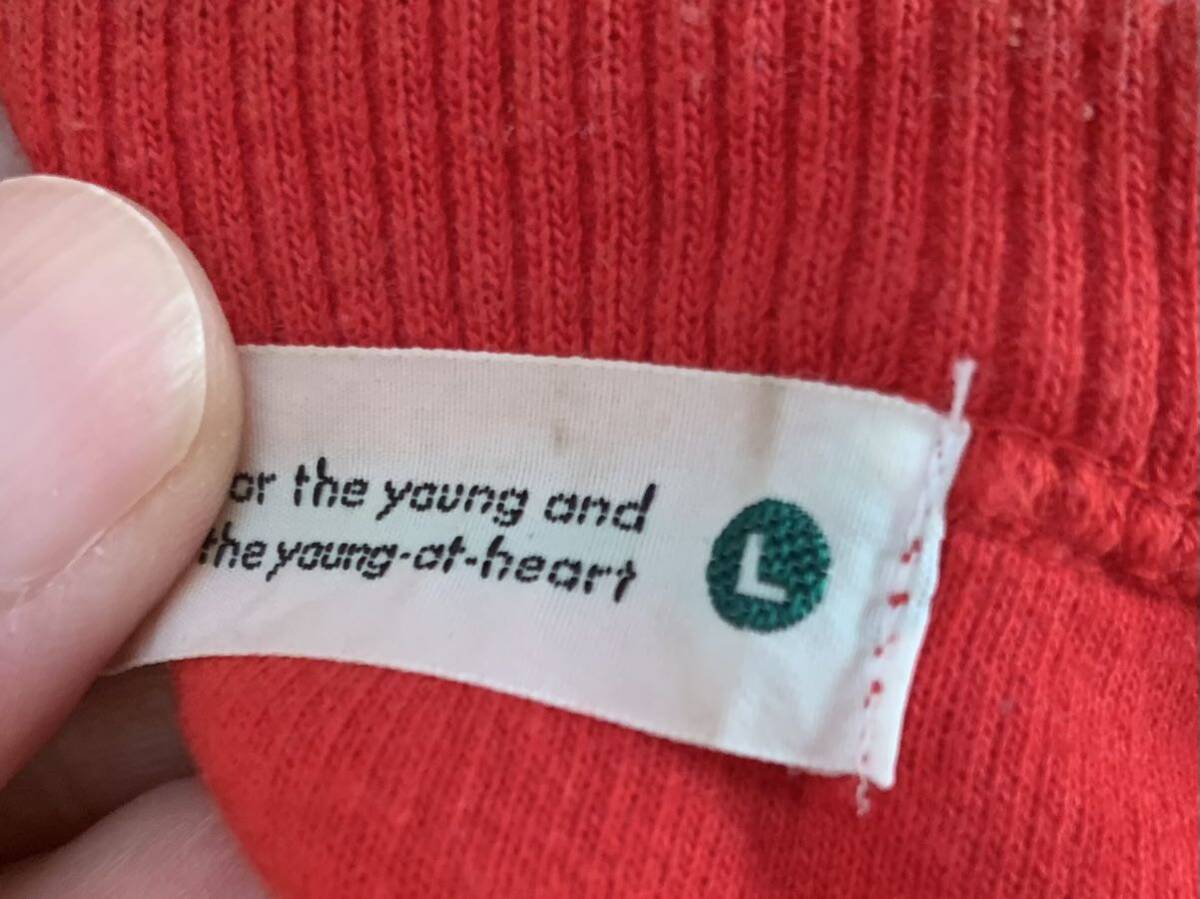 or the young and
the young-at-heart
L